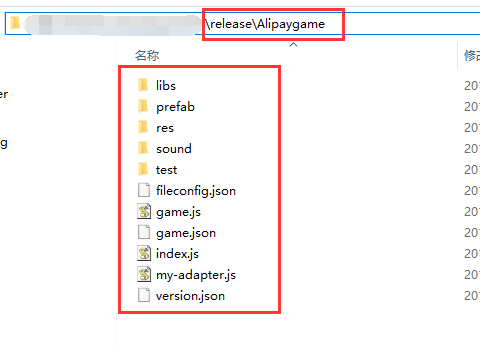 \release\Alipaygame
名称
修
libs
20
prefab
20
res
20
sound
20
test
20
fileconfig.json
20
game.js
20
game.json
20
index.js
20
my-adapter.js
20
version.json
20
er
g